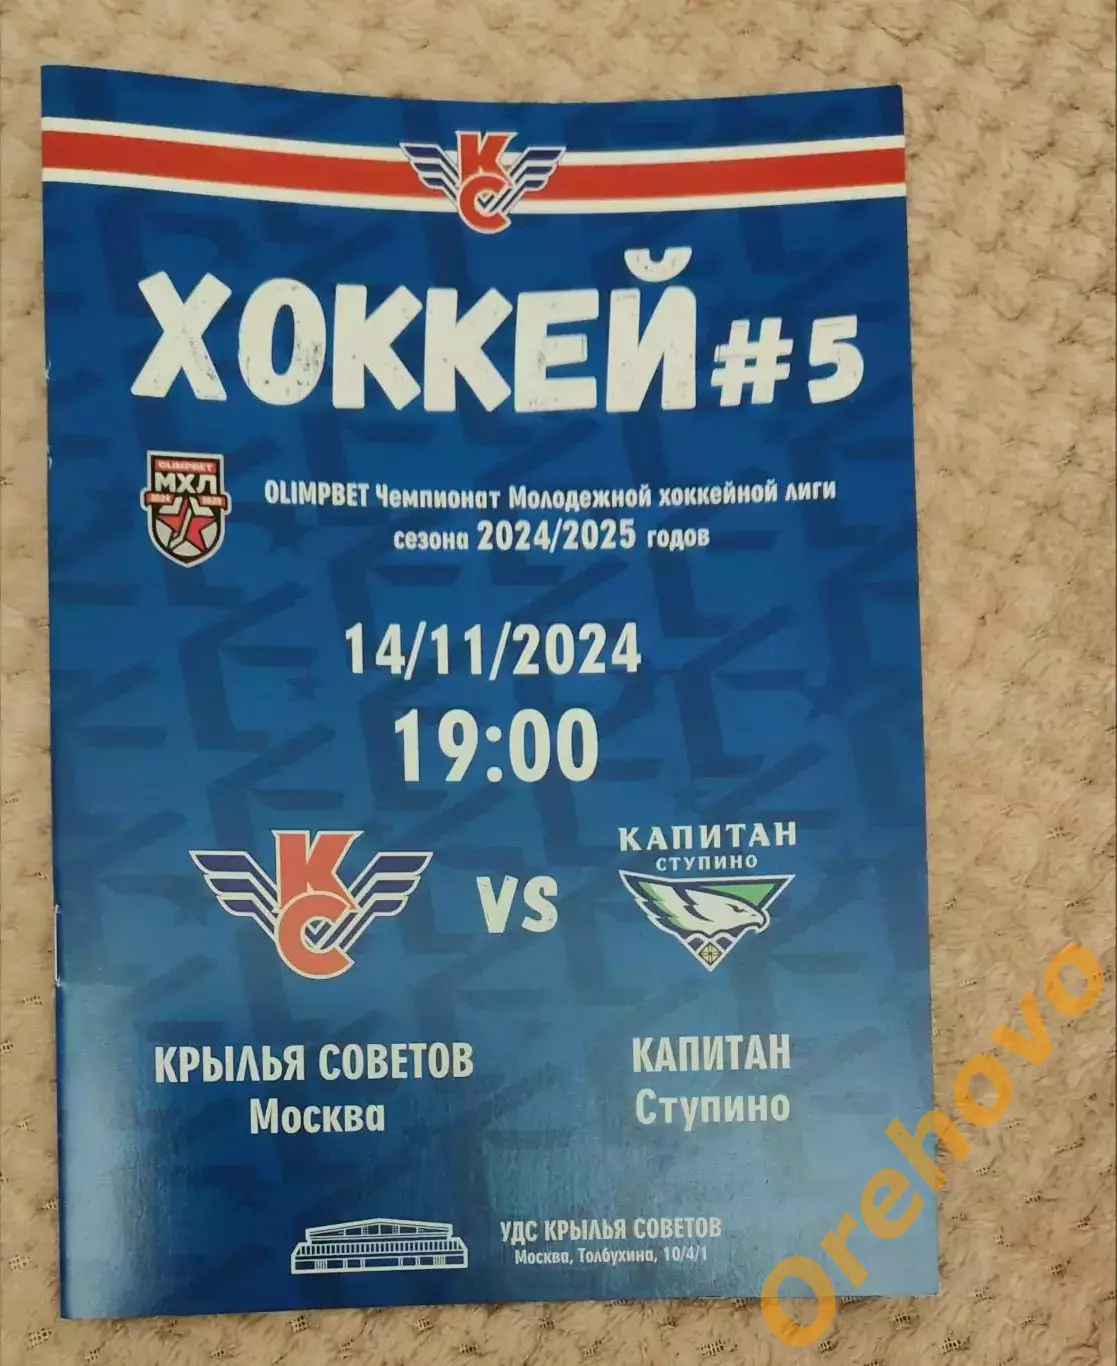 КС
ХОККЕЙ #5
OLIMPBET
МХЛ
2024 2025
OLIMPBET Чемпионат Молодежной хоккейной лиги
сезона 2024/2025 годов
14/11/2024
19:00
КС
VS
КАПИТАН
СТУПИНО
КРЫЛЬЯ СОВЕТОВ
Москва
КАПИТАН
Ступино
УДС КРЫЛЬЯ СОВЕТОВ
Москва, Толбухина, 10/4/1
Orehovo